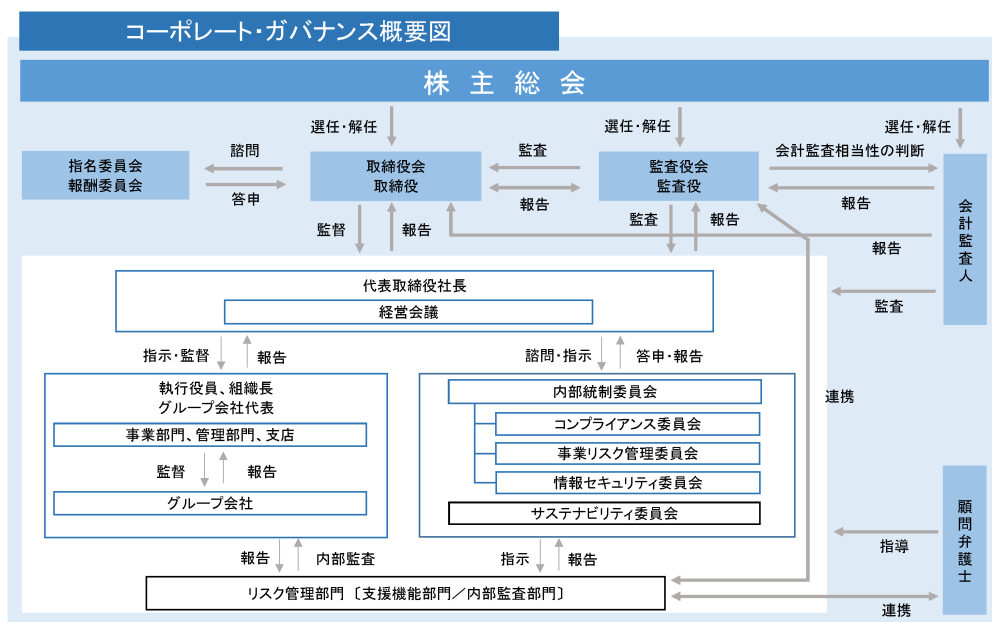 コーポレート・ガバナンス概要図
株主総会
選任・解任
選任・解任
選任・解任
指名委員会
報酬委員会
諮問
答申
取締役会
取締役
監査
報告
監査役会
監査役
会計監査相当性の判断
報告
会計監査人
監督
報告
監査
報告
報告
監査
代表取締役社長
経営会議
指示・監督
報告
諮問・指示
答申・報告
連携
執行役員、組織長
グループ会社代表
事業部門、管理部門、支店
監督
報告
グループ会社
内部統制委員会
コンプライアンス委員会
事業リスク管理委員会
情報セキュリティ委員会
サステナビリティ委員会
顧問弁護士
指導
報告
内部監査
指示
報告
リスク管理部門 〔支援機能部門／内部監査部門〕
連携